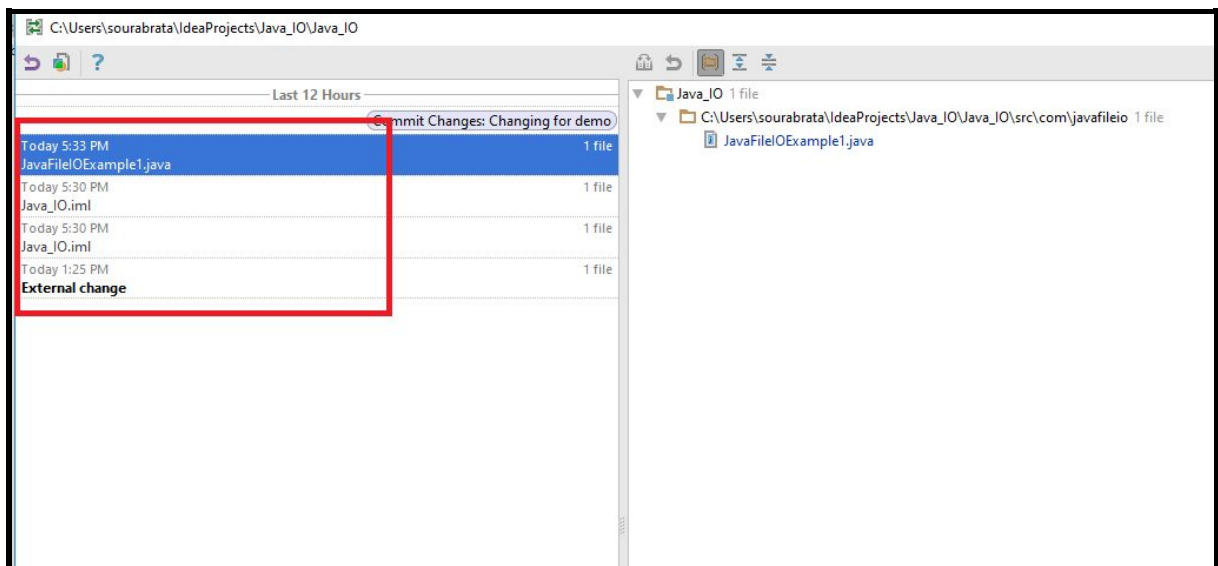 C:\Users\sourabrata\IdeaProjects\Java_IO\Java_IO
?
Last 12 Hours
Commit Changes: Changing for demo
Today 5:33 PM 1 file
JavaFileIOExample1.java
Today 5:30 PM 1 file
Java_IO.iml
Today 5:30 PM 1 file
Java_IO.iml
Today 1:25 PM 1 file
External change
Java_IO 1 file
C:\Users\sourabrata\IdeaProjects\Java_IO\Java_IO\src\com\javafileio 1 file
JavaFileIOExample1.java